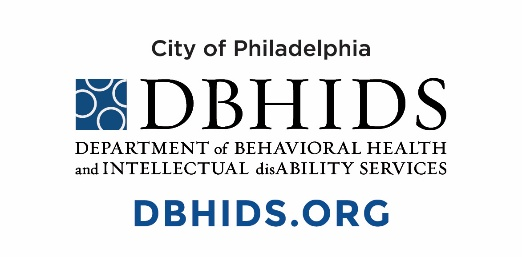 City of Philadelphia
DBHIDS
DEPARTMENT of BEHAVIORAL HEALTH
and INTELLECTUAL disABILITY SERVICES
DBHIDS.ORG